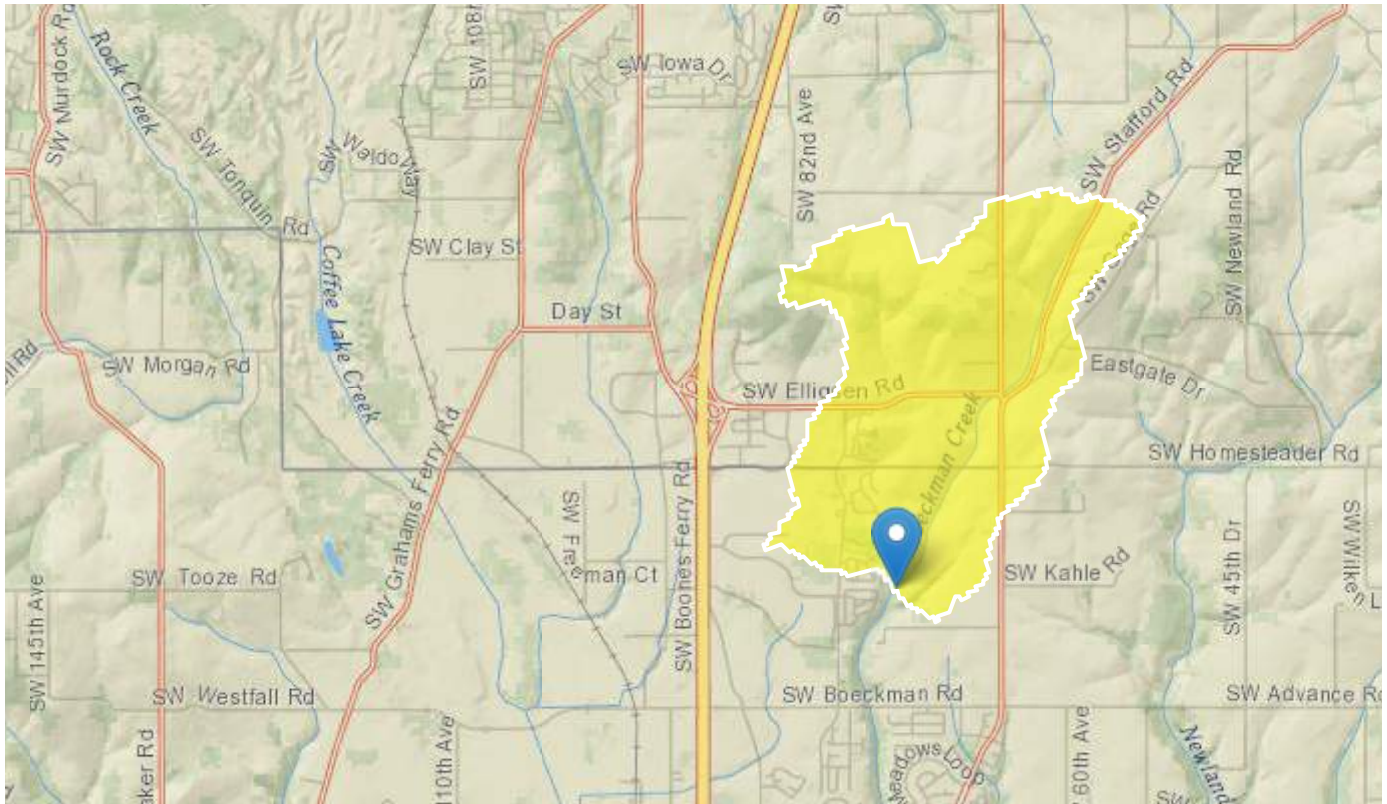 SW Murdock Rd
Rock Creek
SW Tonquin Rd
SW
Waldo Way
SW 108
SW Iowa Dr
SW 82nd Ave
SW Stafford Rd
SW Newland Rd
SW Clay St
Coffee Lake Creek
Day St
SW Morgan Rd
SW Elligsen Rd
Eastgate Dr
SW Grahams Ferry Rd
SW Boones Ferry Rd
Boeckman Creek
SW Homesteader Rd
SW Freeman Ct
SW Tooze Rd
SW Kahle Rd
SW 45th Dr
SW 145th Ave
SW Westfall Rd
SW Boeckman Rd
SW Advance Rd
110th Ave
Meadows Loop
60th Ave
Newland
SW